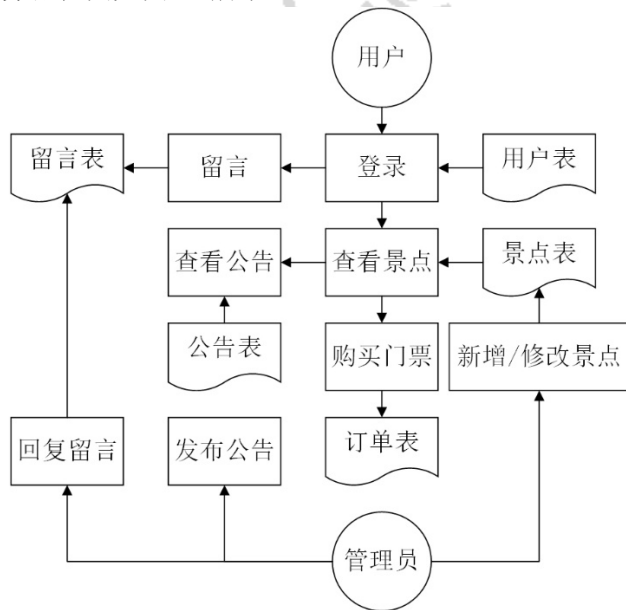 用户
留言表
留言
登录
用户表
查看公告
查看景点
景点表
公告表
购买门票
新增/修改景点
回复留言
发布公告
订单表
管理员